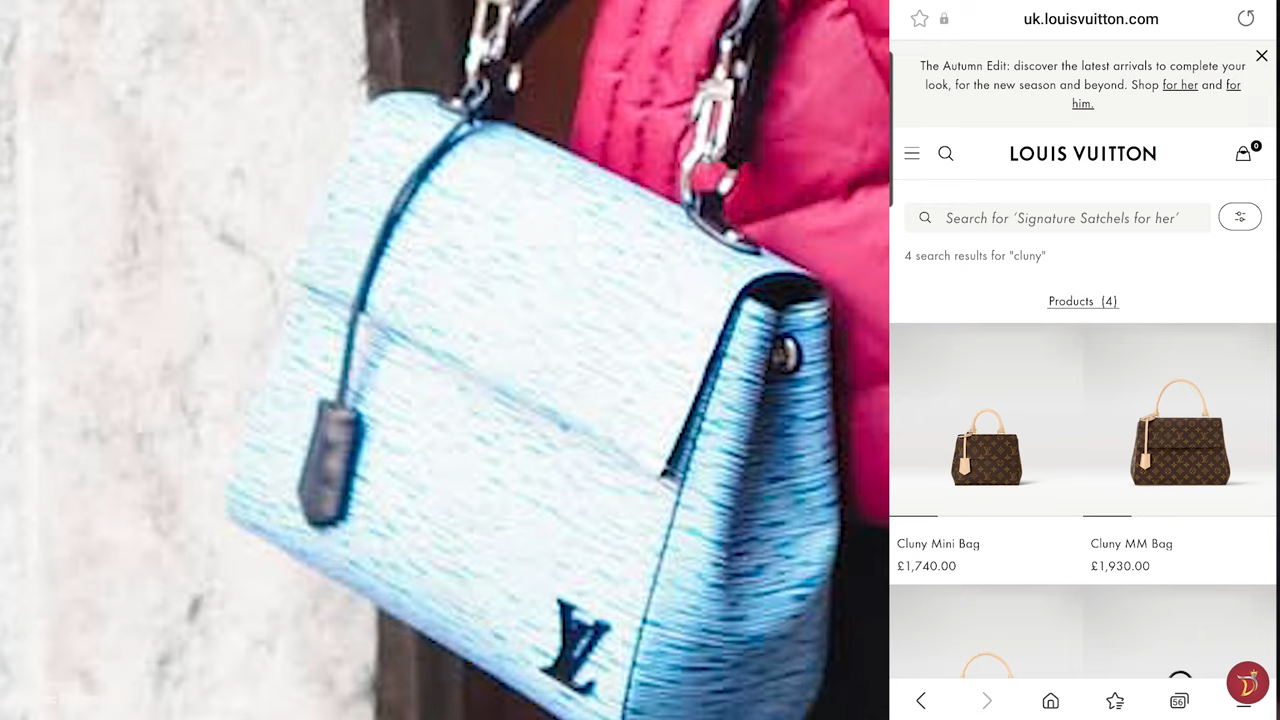 uk.louisvuitton.com
The Autumn Edit: discover the latest arrivals to complete your
look, for the new season and beyond. Shop for her and for
him.
LOUIS VUITTON
0
Search for ‘Signature Satchels for her’
4 search results for "cluny"
Products (4)
Cluny Mini Bag
£1,740.00
Cluny MM Bag
£1,930.00
56
LV